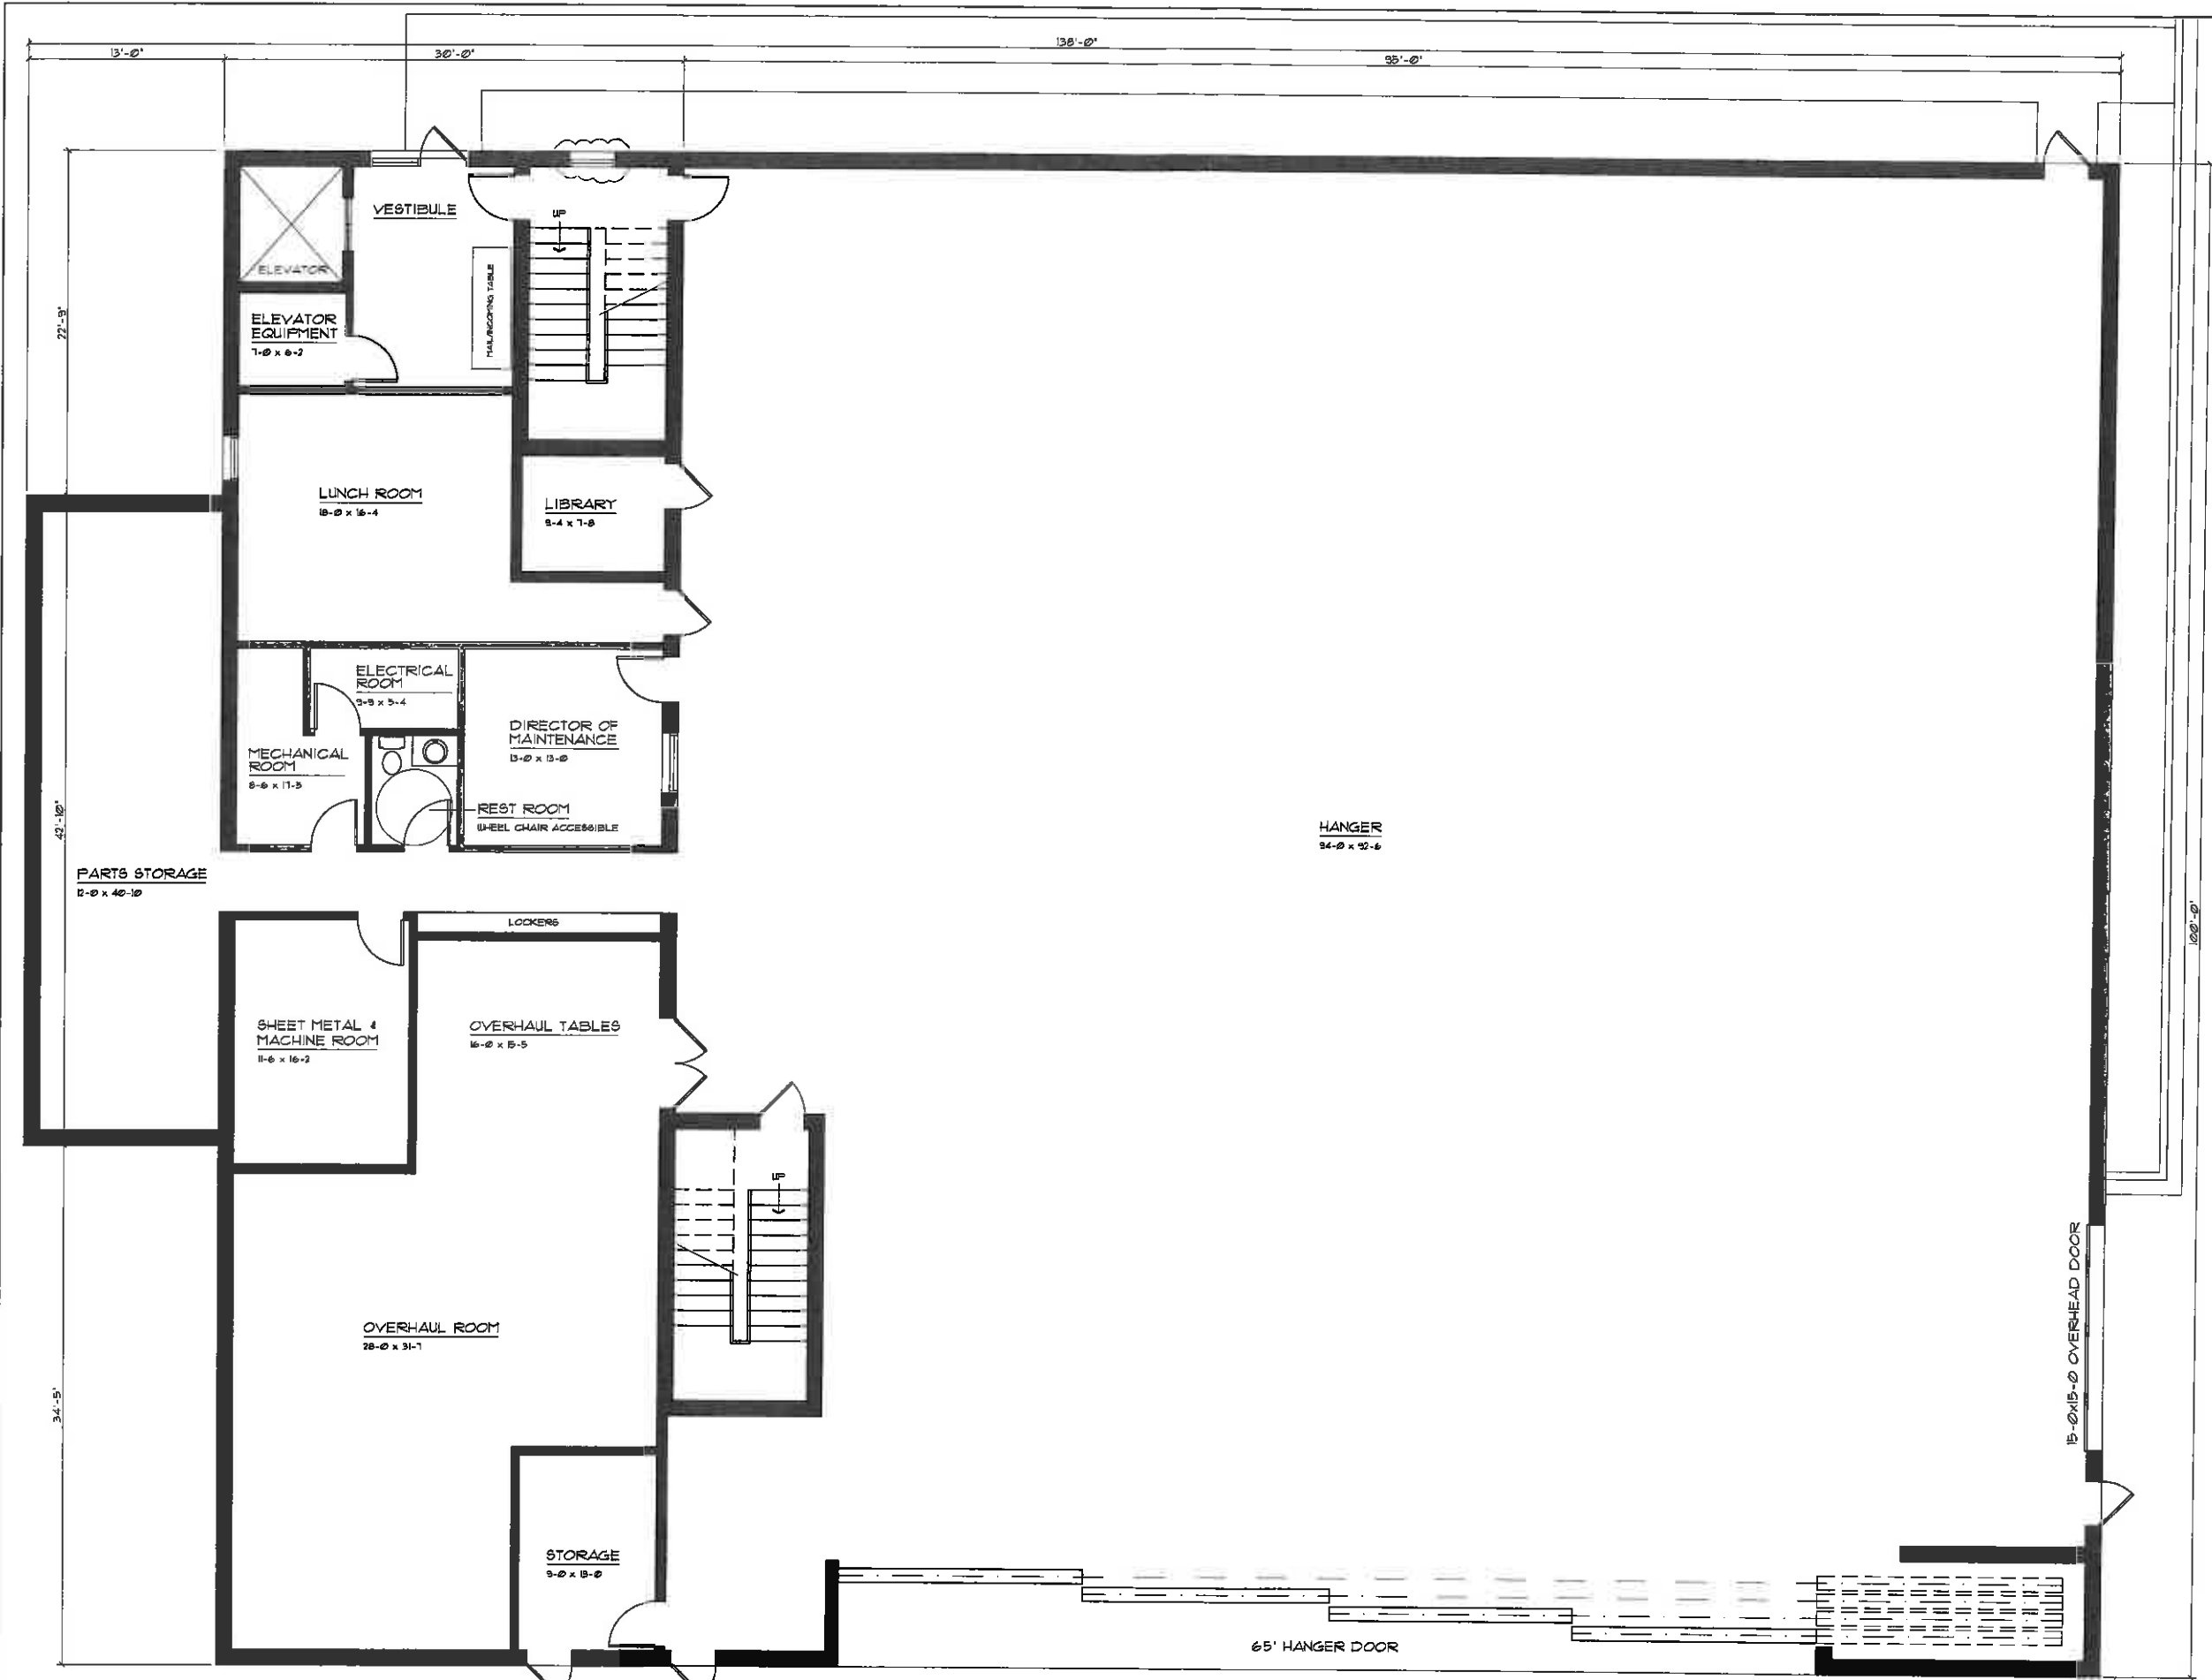 138'-0"
13'-0"
30'-0"
95'-0"
VESTIBULE
UP
ELEVATOR
MAIL/INCOMING TABLE
22'-9"
ELEVATOR
EQUIPMENT
7-0 x 6-2
LUNCH ROOM
18-0 x 16-4
LIBRARY
9-4 x 7-8
ELECTRICAL
ROOM
9-9 x 5-4
DIRECTOR OF
MAINTENANCE
13-0 x 13-0
MECHANICAL
ROOM
8-6 x 17-3
REST ROOM
WHEEL CHAIR ACCESSIBLE
42'-10"
HANGER
94-0 x 92-6
PARTS STORAGE
12-0 x 40-10
LOCKERS
100'-0"
SHEET METAL &
MACHINE ROOM
11-6 x 16-2
OVERHAUL TABLES
16-0 x 15-5
UP
15-0x15-0 OVERHEAD DOOR
OVERHAUL ROOM
28-0 x 31-7
34'-5"
STORAGE
9-0 x 13-0
65' HANGER DOOR